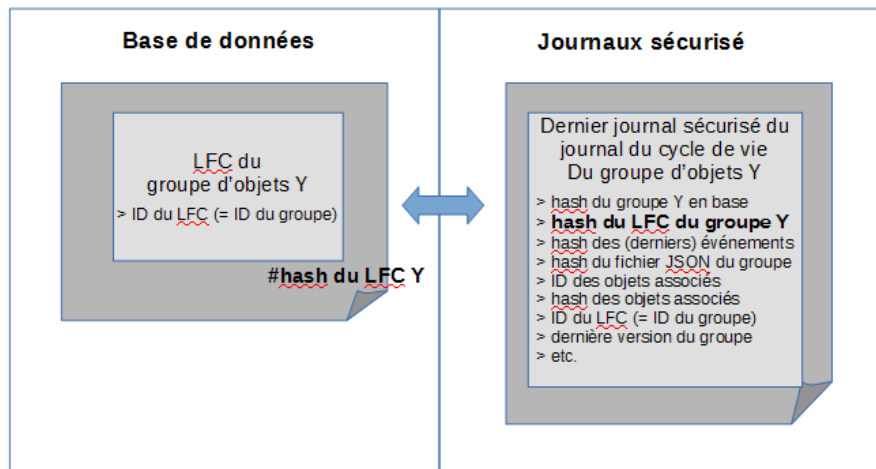 Base de données
LFC du
groupe d'objets Y
> ID du LFC (= ID du groupe)
#hash du LFC Y
Journaux sécurisé
Dernier journal sécurisé du
journal du cycle de vie
Du groupe d'objets Y
> hash du groupe Y en base
> hash du LFC du groupe Y
> hash des (derniers) événements
> hash du fichier JSON du groupe
> ID des objets associés
> hash des objets associés
> ID du LFC (= ID du groupe)
> dernière version du groupe
> etc.